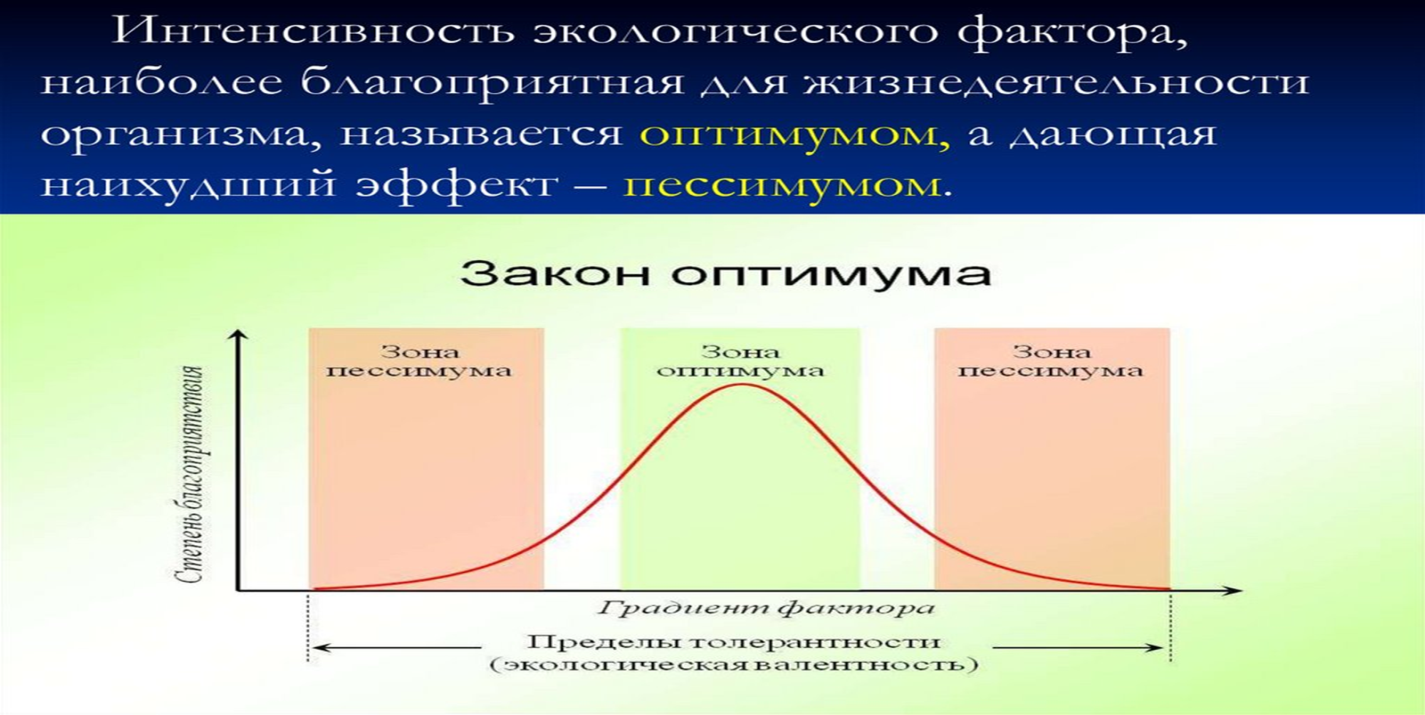 Интенсивность экологического фактора,
наиболее благоприятная для жизнедеятельности
организма, называется оптимумом, а дающая
наихудший эффект – пессимумом.
Закон оптимума
Зона
пессимума
Зона
оптимума
Зона
пессимума
Степень благоприятствия
Градиент фактора
Пределы толерантности
(экологическая валентность)